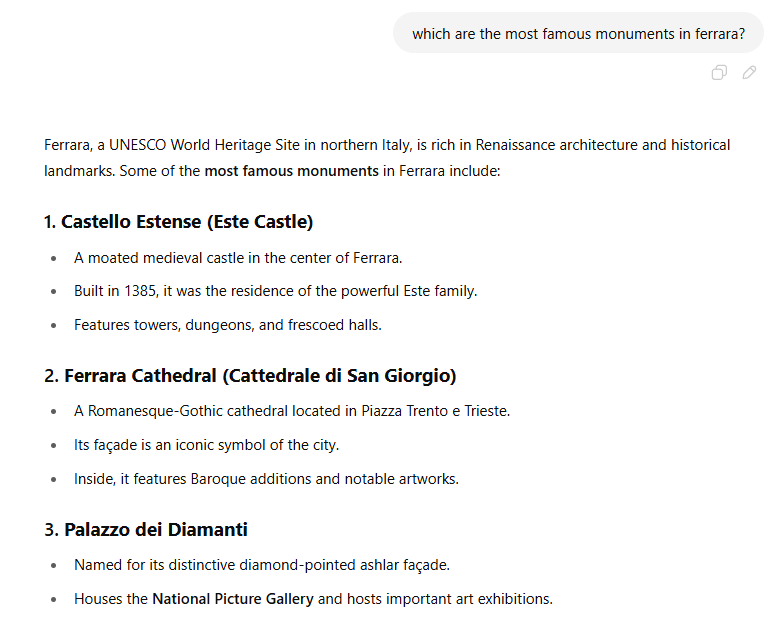 which are the most famous monuments in ferrara?
Ferrara, a UNESCO World Heritage Site in northern Italy, is rich in Renaissance architecture and historical
landmarks. Some of the most famous monuments in Ferrara include:
1. Castello Estense (Este Castle)
• A moated medieval castle in the center of Ferrara.
• Built in 1385, it was the residence of the powerful Este family.
• Features towers, dungeons, and frescoed halls.
2. Ferrara Cathedral (Cattedrale di San Giorgio)
• A Romanesque-Gothic cathedral located in Piazza Trento e Trieste.
• Its façade is an iconic symbol of the city.
• Inside, it features Baroque additions and notable artworks.
3. Palazzo dei Diamanti
• Named for its distinctive diamond-pointed ashlar façade.
• Houses the National Picture Gallery and hosts important art exhibitions.